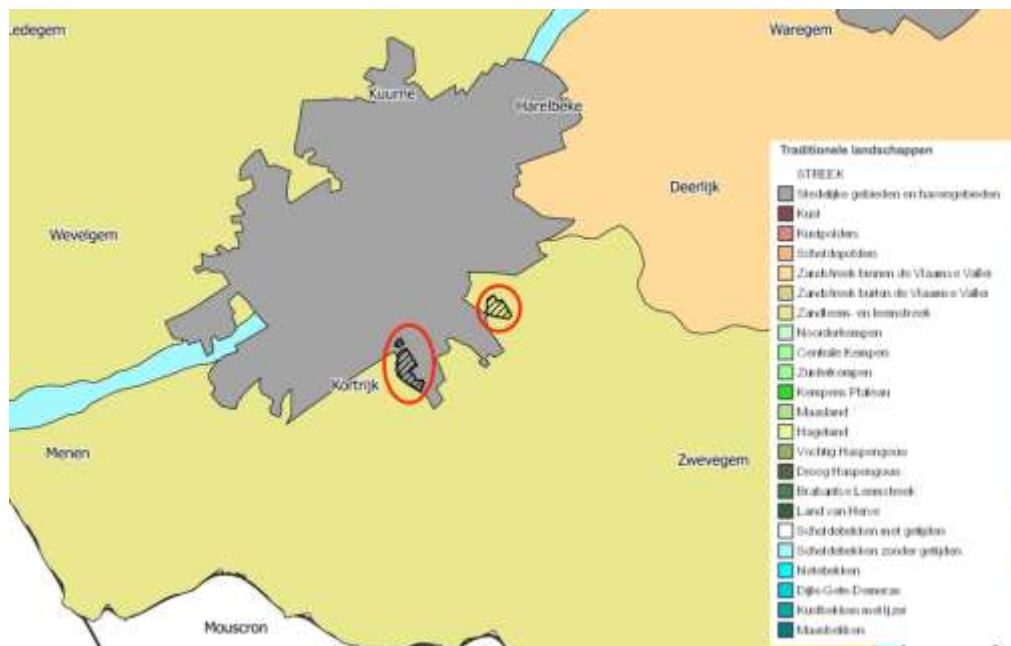 Ledegem
Waregem
Kuurne
Harelbeke
Deerlijk
Wevelgem
Kortrijk
Menen
Zwevegem
Mouscron
Traditionele landschappen
STREEK
Stedelijke gebieden en havengebieden
Kust
Kustpolders
Scheldepolders
Zandstreek binnen de Vlaamse Vallei
Zandstreek buiten de Vlaamse Vallei
Zandleem- en leemstreek
Noorderkempen
Centrale Kempen
Zuiderkempen
Kempens Plateau
Maasland
Hageland
Vochtig Haspengouw
Droog Haspengouw
Brabantse Leemstreek
Land van Herve
Scheldebekken met getijden
Scheldebekken zonder getijden
Netebekken
Dijle-Gete-Demeras
Kustbekken met Ijzer
Maasbekken